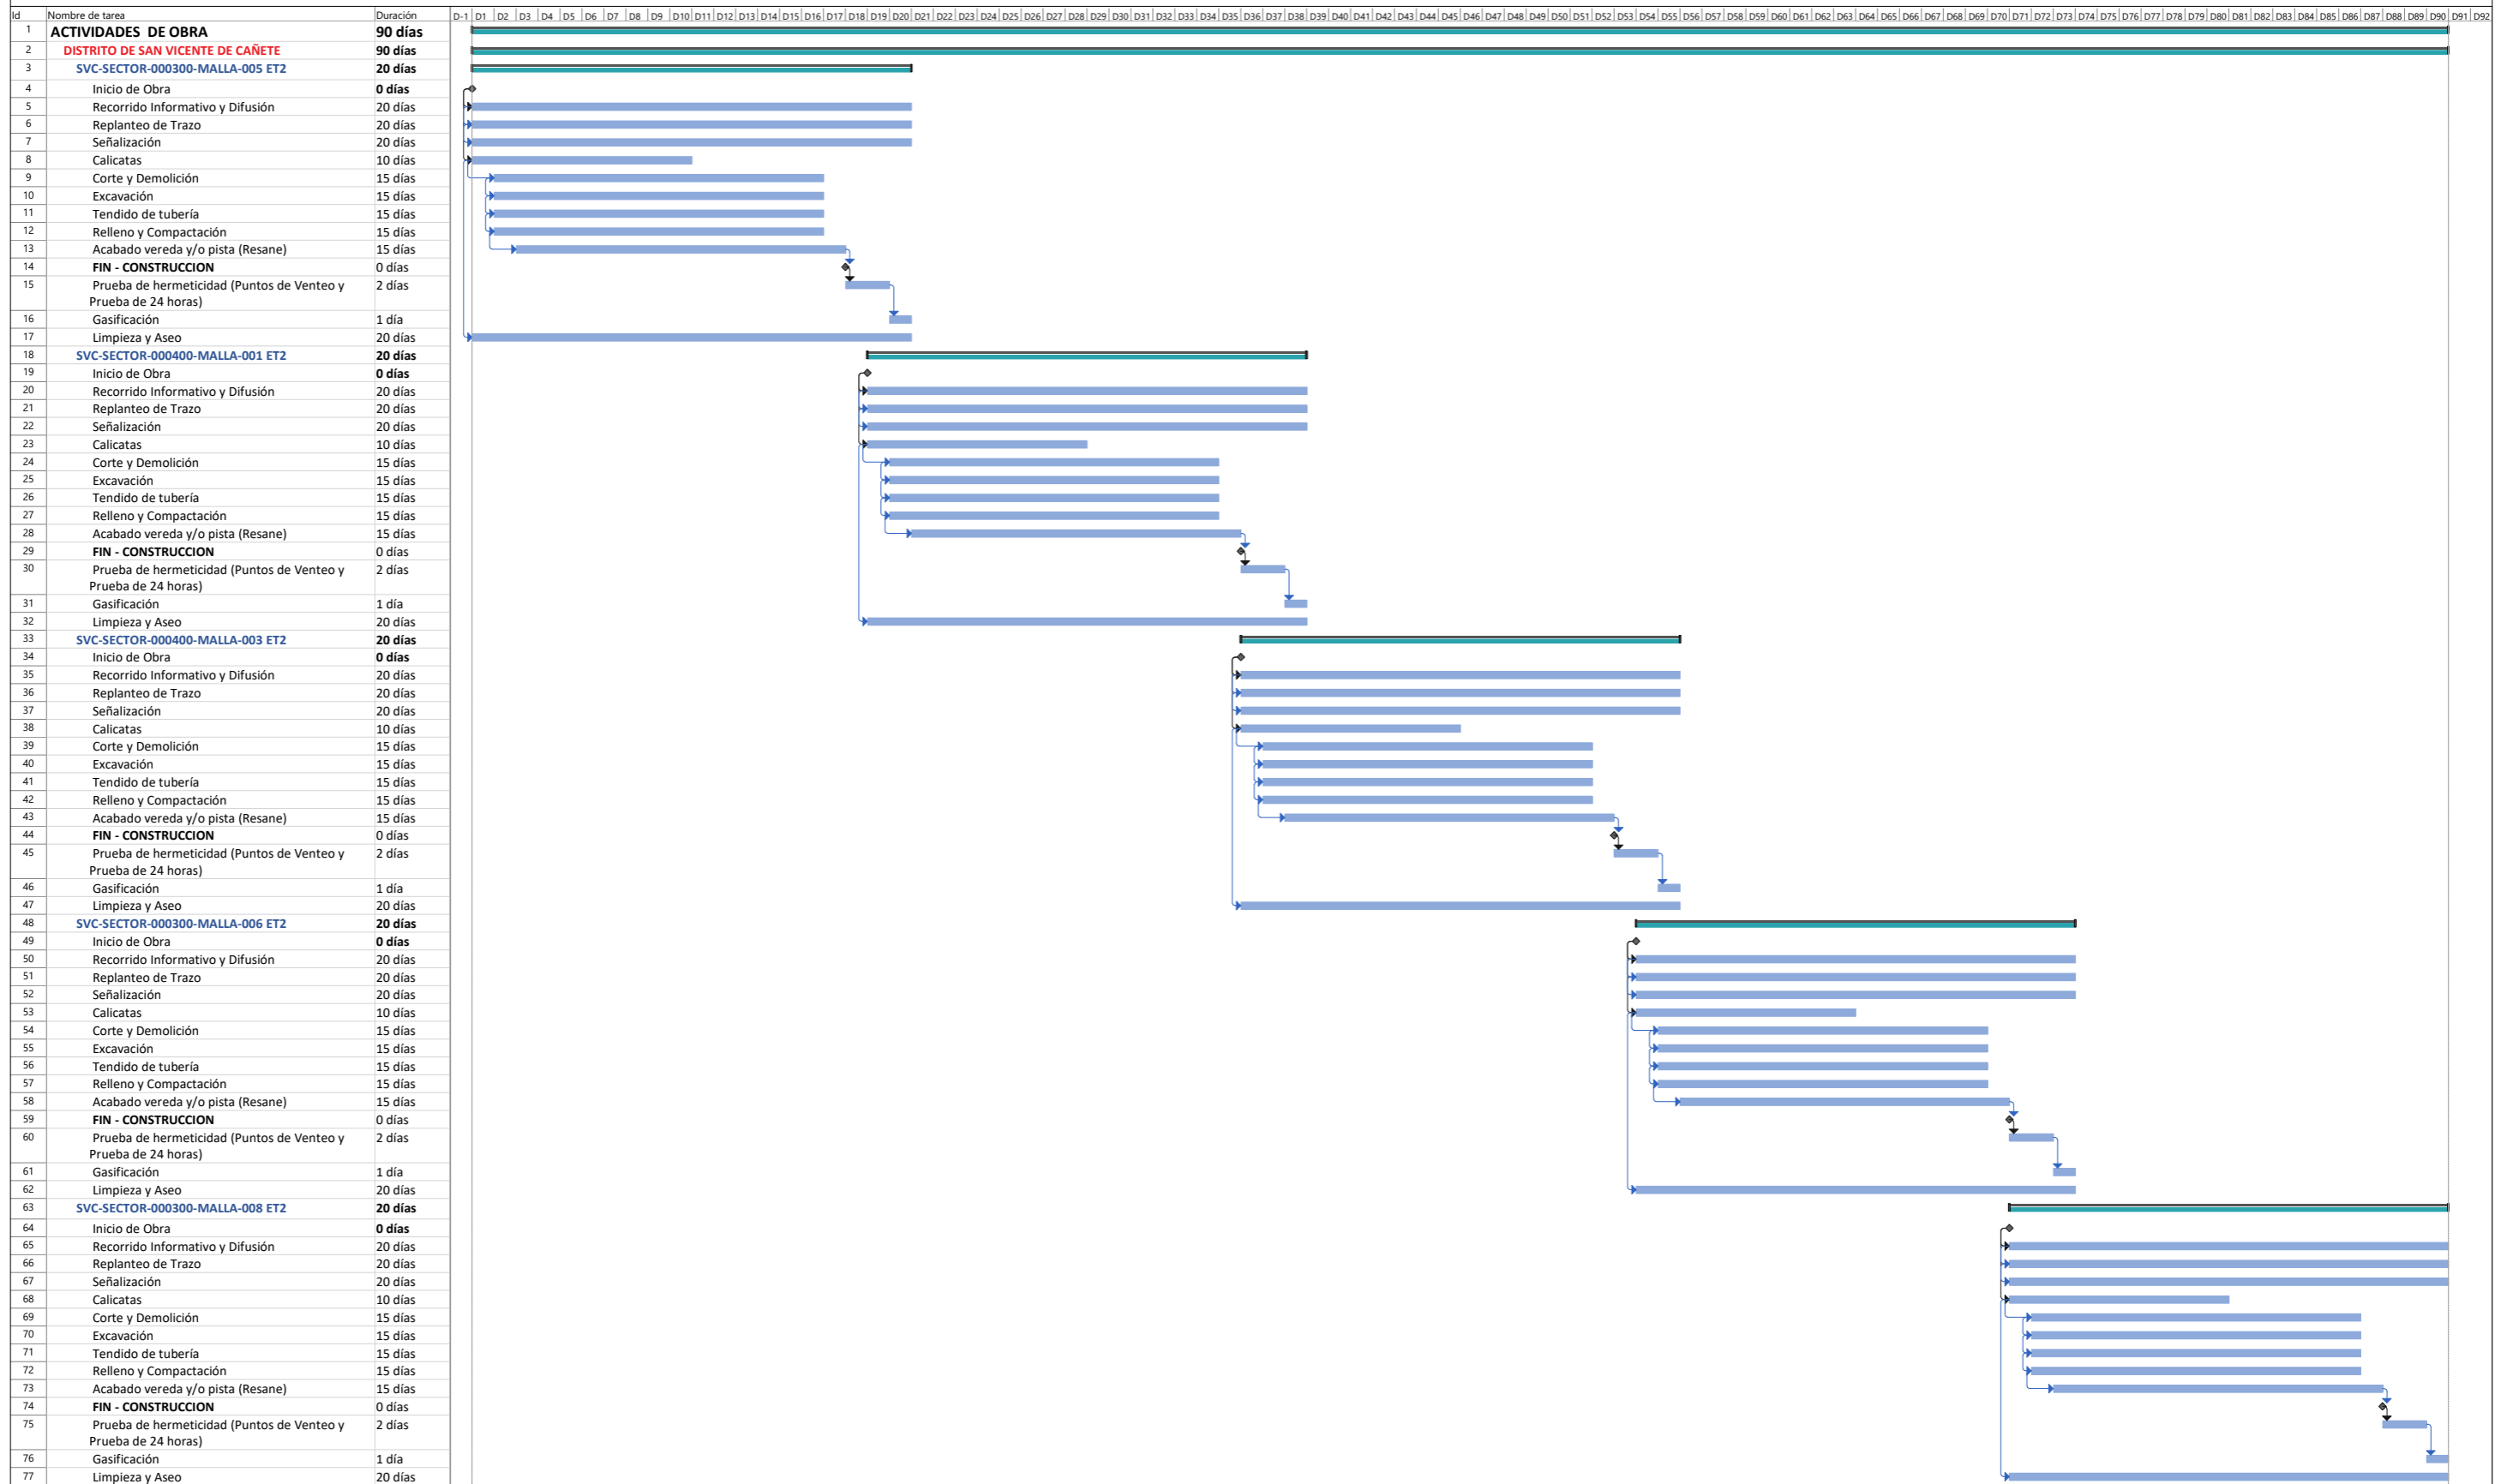 Id Nombre de tarea Duración D-1 D1 D2 D3 D4 D5 D6 D7 D8 D9 D10 D11 D12 D13 D14 D15 D16 D17 D18 D19 D20 D21 D22 D23 D24 D25 D26 D27 D28 D29 D30 D31 D32 D33 D34 D35 D36 D37 D38 D39 D40 D41 D42 D43 D44 D45 D46 D47 D48 D49 D50 D51 D52 D53 D54 D55 D56 D57 D58 D59 D60 D61 D62 D63 D64 D65 D66 D67 D68 D69 D70 D71 D72 D73 D74 D75 D76 D77 D78 D79 D80 D81 D82 D83 D84 D85 D86 D87 D88 D89 D90 D91 D92
1 ACTIVIDADES DE OBRA 90 días
2 DISTRITO DE SAN VICENTE DE CAÑETE 90 días
3 SVC-SECTOR-000300-MALLA-005 ET2 20 días
4 Inicio de Obra 0 días
5 Recorrido Informativo y Difusión 20 días
6 Replanteo de Trazo 20 días
7 Señalización 20 días
8 Calicatas 10 días
9 Corte y Demolición 15 días
10 Excavación 15 días
11 Tendido de tubería 15 días
12 Relleno y Compactación 15 días
13 Acabado vereda y/o pista (Resane) 15 días
14 FIN - CONSTRUCCION 0 días
15 Prueba de hermeticidad (Puntos de Venteo y 2 días
Prueba de 24 horas)
16 Gasificación 1 día
17 Limpieza y Aseo 20 días
18 SVC-SECTOR-000400-MALLA-001 ET2 20 días
19 Inicio de Obra 0 días
20 Recorrido Informativo y Difusión 20 días
21 Replanteo de Trazo 20 días
22 Señalización 20 días
23 Calicatas 10 días
24 Corte y Demolición 15 días
25 Excavación 15 días
26 Tendido de tubería 15 días
27 Relleno y Compactación 15 días
28 Acabado vereda y/o pista (Resane) 15 días
29 FIN - CONSTRUCCION 0 días
30 Prueba de hermeticidad (Puntos de Venteo y 2 días
Prueba de 24 horas)
31 Gasificación 1 día
32 Limpieza y Aseo 20 días
33 SVC-SECTOR-000400-MALLA-003 ET2 20 días
34 Inicio de Obra 0 días
35 Recorrido Informativo y Difusión 20 días
36 Replanteo de Trazo 20 días
37 Señalización 20 días
38 Calicatas 10 días
39 Corte y Demolición 15 días
40 Excavación 15 días
41 Tendido de tubería 15 días
42 Relleno y Compactación 15 días
43 Acabado vereda y/o pista (Resane) 15 días
44 FIN - CONSTRUCCION 0 días
45 Prueba de hermeticidad (Puntos de Venteo y 2 días
Prueba de 24 horas)
46 Gasificación 1 día
47 Limpieza y Aseo 20 días
48 SVC-SECTOR-000300-MALLA-006 ET2 20 días
49 Inicio de Obra 0 días
50 Recorrido Informativo y Difusión 20 días
51 Replanteo de Trazo 20 días
52 Señalización 20 días
53 Calicatas 10 días
54 Corte y Demolición 15 días
55 Excavación 15 días
56 Tendido de tubería 15 días
57 Relleno y Compactación 15 días
58 Acabado vereda y/o pista (Resane) 15 días
59 FIN - CONSTRUCCION 0 días
60 Prueba de hermeticidad (Puntos de Venteo y 2 días
Prueba de 24 horas)
61 Gasificación 1 día
62 Limpieza y Aseo 20 días
63 SVC-SECTOR-000300-MALLA-008 ET2 20 días
64 Inicio de Obra 0 días
65 Recorrido Informativo y Difusión 20 días
66 Replanteo de Trazo 20 días
67 Señalización 20 días
68 Calicatas 10 días
69 Corte y Demolición 15 días
70 Excavación 15 días
71 Tendido de tubería 15 días
72 Relleno y Compactación 15 días
73 Acabado vereda y/o pista (Resane) 15 días
74 FIN - CONSTRUCCION 0 días
75 Prueba de hermeticidad (Puntos de Venteo y 2 días
Prueba de 24 horas)
76 Gasificación 1 día
77 Limpieza y Aseo 20 días